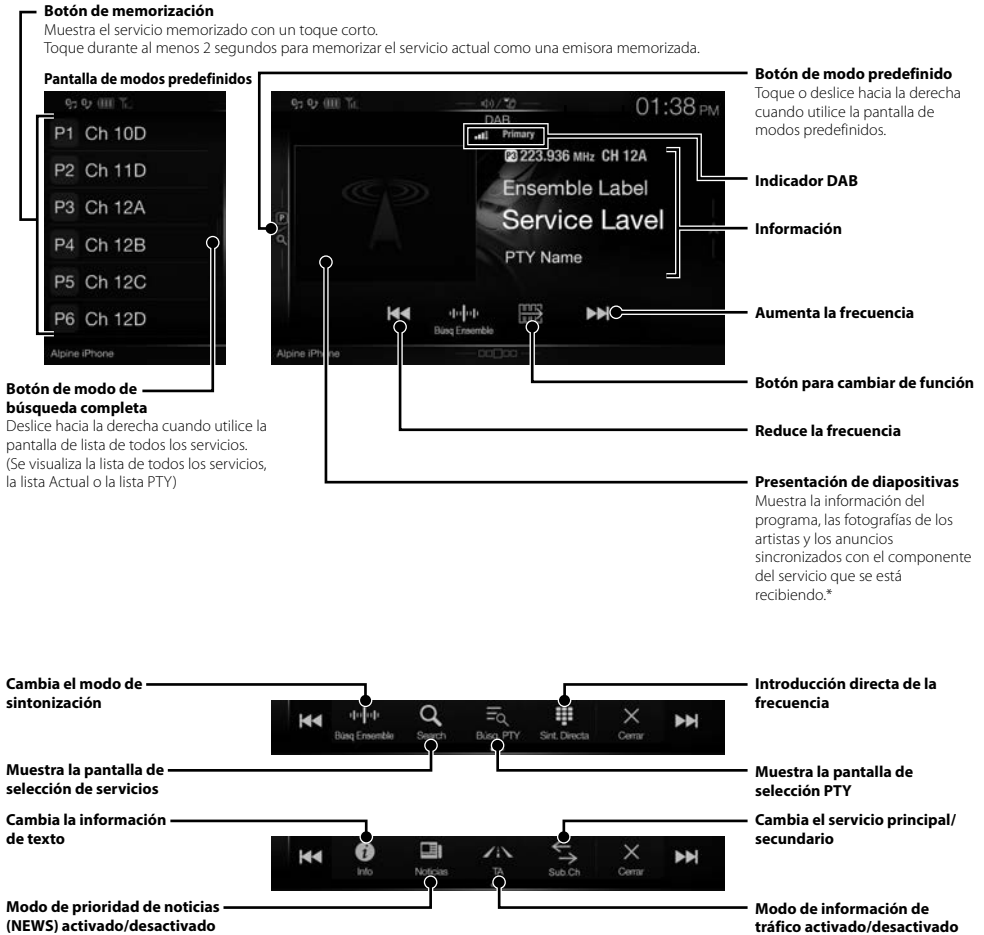 Botón de memorización
Muestra el servicio memorizado con un toque corto.
Toque durante al menos 2 segundos para memorizar el servicio actual como una emisora memorizada.
Pantalla de modos predefinidos
P1 Ch 10D
P2 Ch 11D
P3 Ch 12A
P4 Ch 12B
P5 Ch 12C
P6 Ch 12D
Alpine iPhone
01:38 PM
DAB
Primary
P3 223.936 MHz CH 12A
Ensemble Label
Service Lavel
PTY Name
P
Búsq Ensemble
Alpine iPhone
Botón de modo predefinido
Toque o deslice hacia la derecha
cuando utilice la pantalla de
modos predefinidos.
Indicador DAB
Información
Aumenta la frecuencia
Botón para cambiar de función
Reduce la frecuencia
Presentación de diapositivas
Muestra la información del
programa, las fotografías de los
artistas y los anuncios
sincronizados con el componente
del servicio que se está
recibiendo.*
Botón de modo de
búsqueda completa
Deslice hacia la derecha cuando utilice la
pantalla de lista de todos los servicios.
(Se visualiza la lista de todos los servicios,
la lista Actual o la lista PTY)
Cambia el modo de
sintonización
Introducción directa de la
frecuencia
Búsq Ensemble
Search
Búsq. PTY
Sint. Directa
Cerrar
Muestra la pantalla de
selección de servicios
Muestra la pantalla de
selección PTY
Cambia la información
de texto
Cambia el servicio principal/
secundario
Info
Noticias
TA
Sub.Ch
Cerrar
Modo de prioridad de noticias
(NEWS) activado/desactivado
Modo de información de
tráfico activado/desactivado